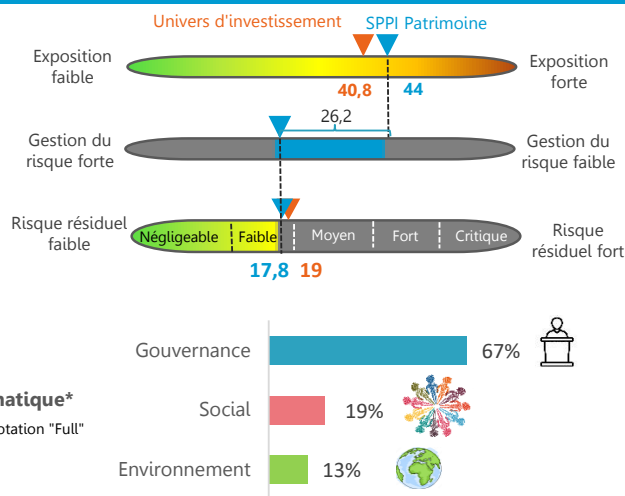 Univers d'investissement
SPPI Patrimoine
Exposition
faible
Exposition
forte
40,8
44
26,2
Gestion du
risque forte
Gestion du
risque faible
Risque résiduel
faible
Négligeable
Faible
Moyen
Fort
Critique
Risque
résiduel fort
17,8
19
Gouvernance
67%
Social
19%
Environnement
13%
matique*
otation "Full"